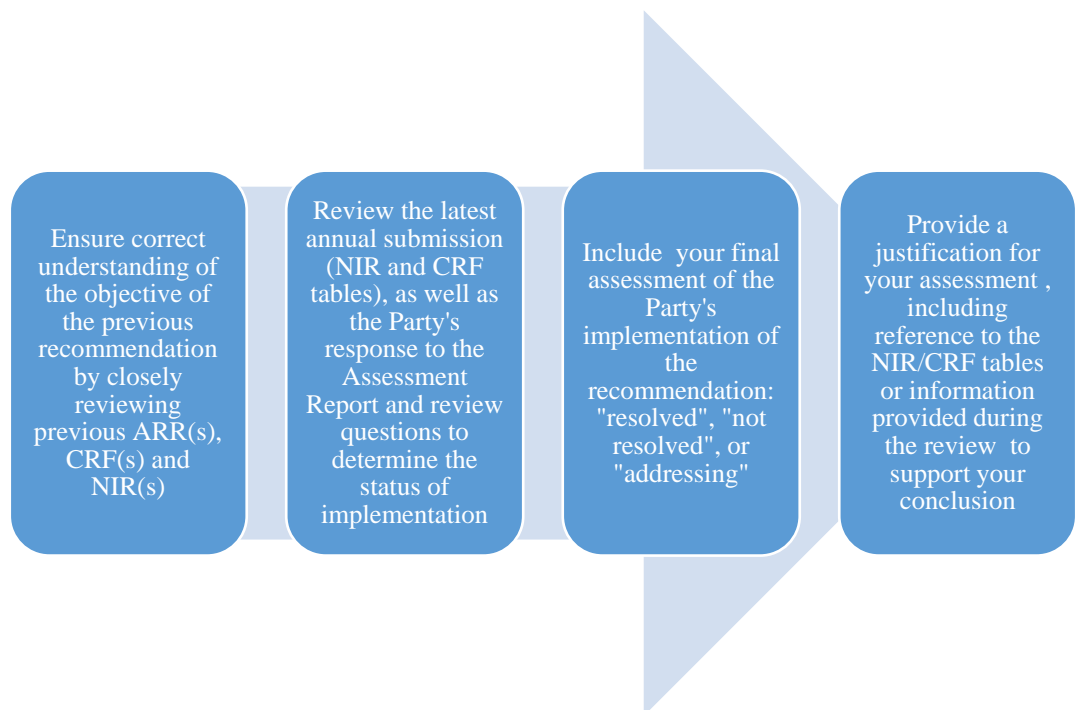 Ensure correct
understanding of
the objective of
the previous
recommendation
by closely
reviewing
previous ARR(s),
CRF(s) and
NIR(s)
Review the latest
annual submission
(NIR and CRF
tables), as well as
the Party's
response to the
Assessment
Report and review
questions to
determine the
status of
implementation
Include  your final
assessment of the
Party's
implementation of
the
recommendation:
"resolved", "not
resolved", or
"addressing"
Provide a
justification for
your assessment ,
including
reference to the
NIR/CRF tables
or information
provided during
the review  to
support your
conclusion